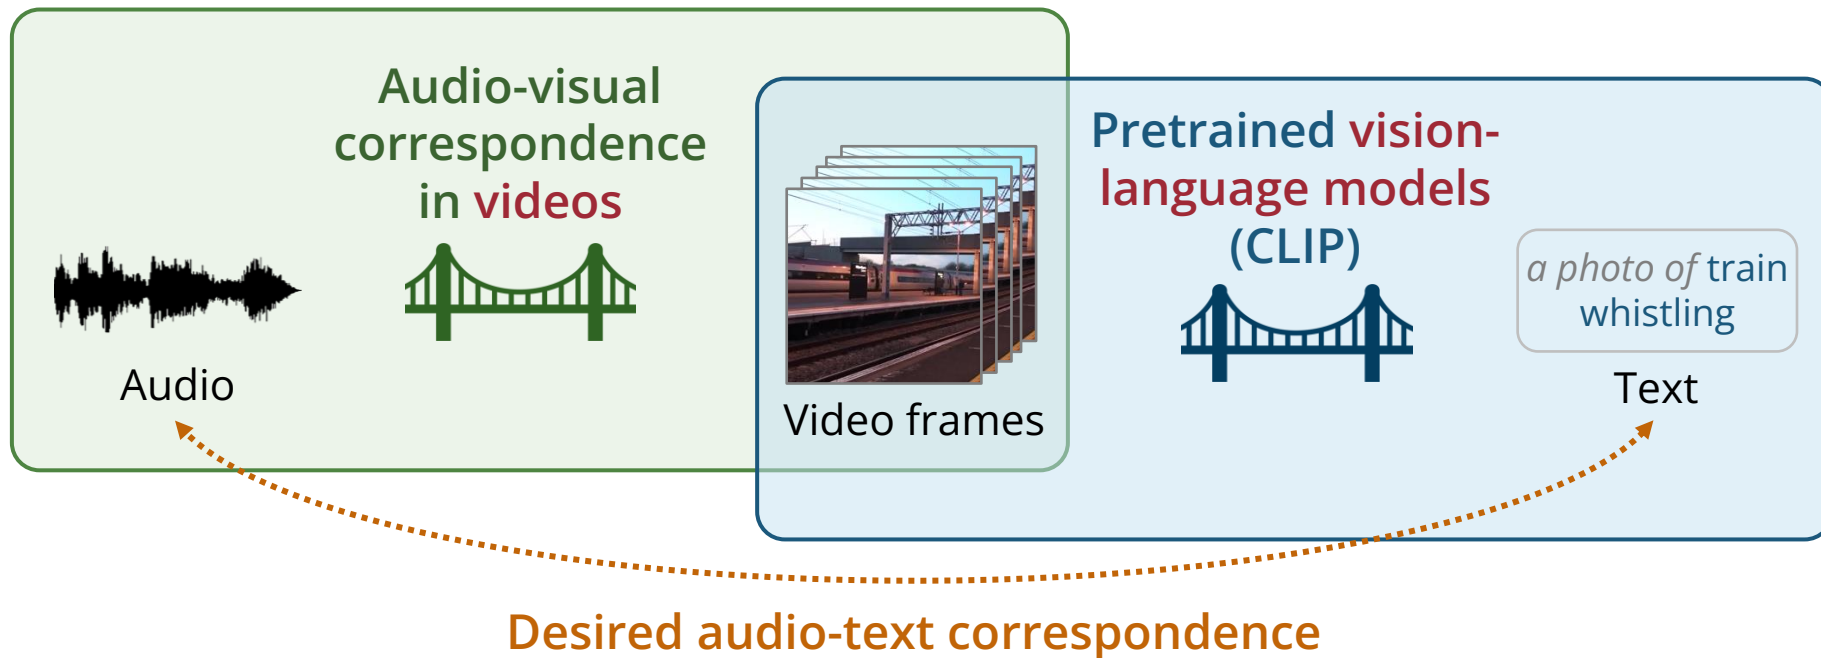 Audio-visual
correspondence
in videos
Audio
Video frames
Pretrained vision-
language models
(CLIP)
a photo of train
whistling
Text
Desired audio-text correspondence